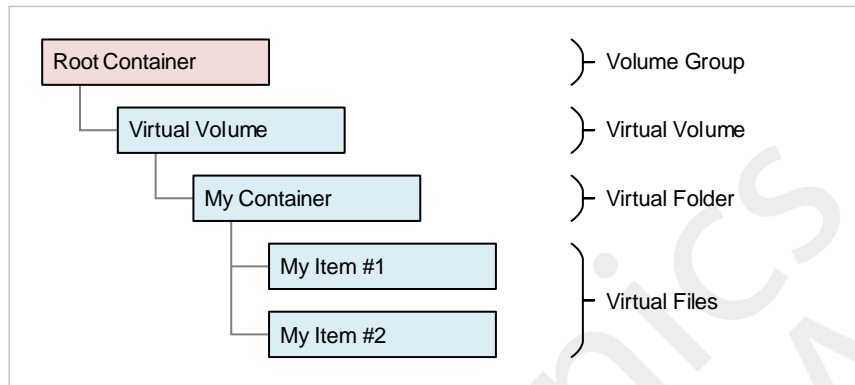 Root Container
Volume Group
Virtual Volume
Virtual Volume
My Container
Virtual Folder
My Item #1
Virtual Files
My Item #2